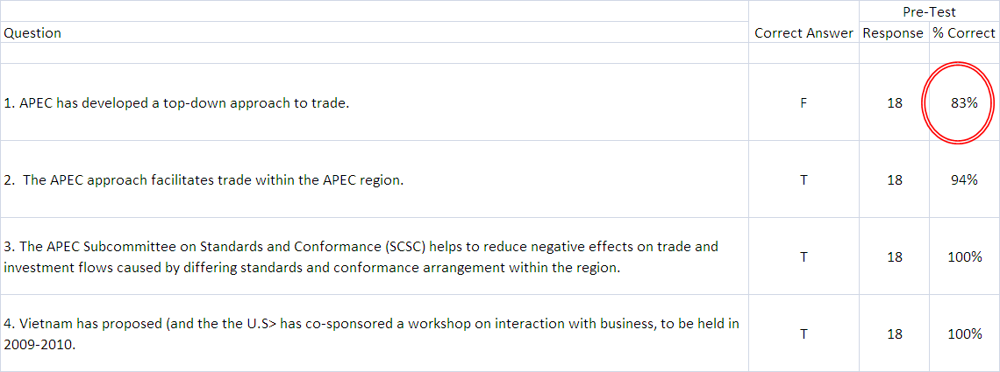 Pre-Test
Question Correct Answer Response % Correct
1. APEC has developed a top-down approach to trade. F 18 83%
2.  The APEC approach facilitates trade within the APEC region. T 18 94%
3. The APEC Subcommittee on Standards and Conformance (SCSC) helps to reduce negative effects on trade and
investment flows caused by differing standards and conformance arrangement within the region. T 18 100%
4. Vietnam has proposed (and the the U.S> has co-sponsored a workshop on interaction with business, to be held in
2009-2010. T 18 100%